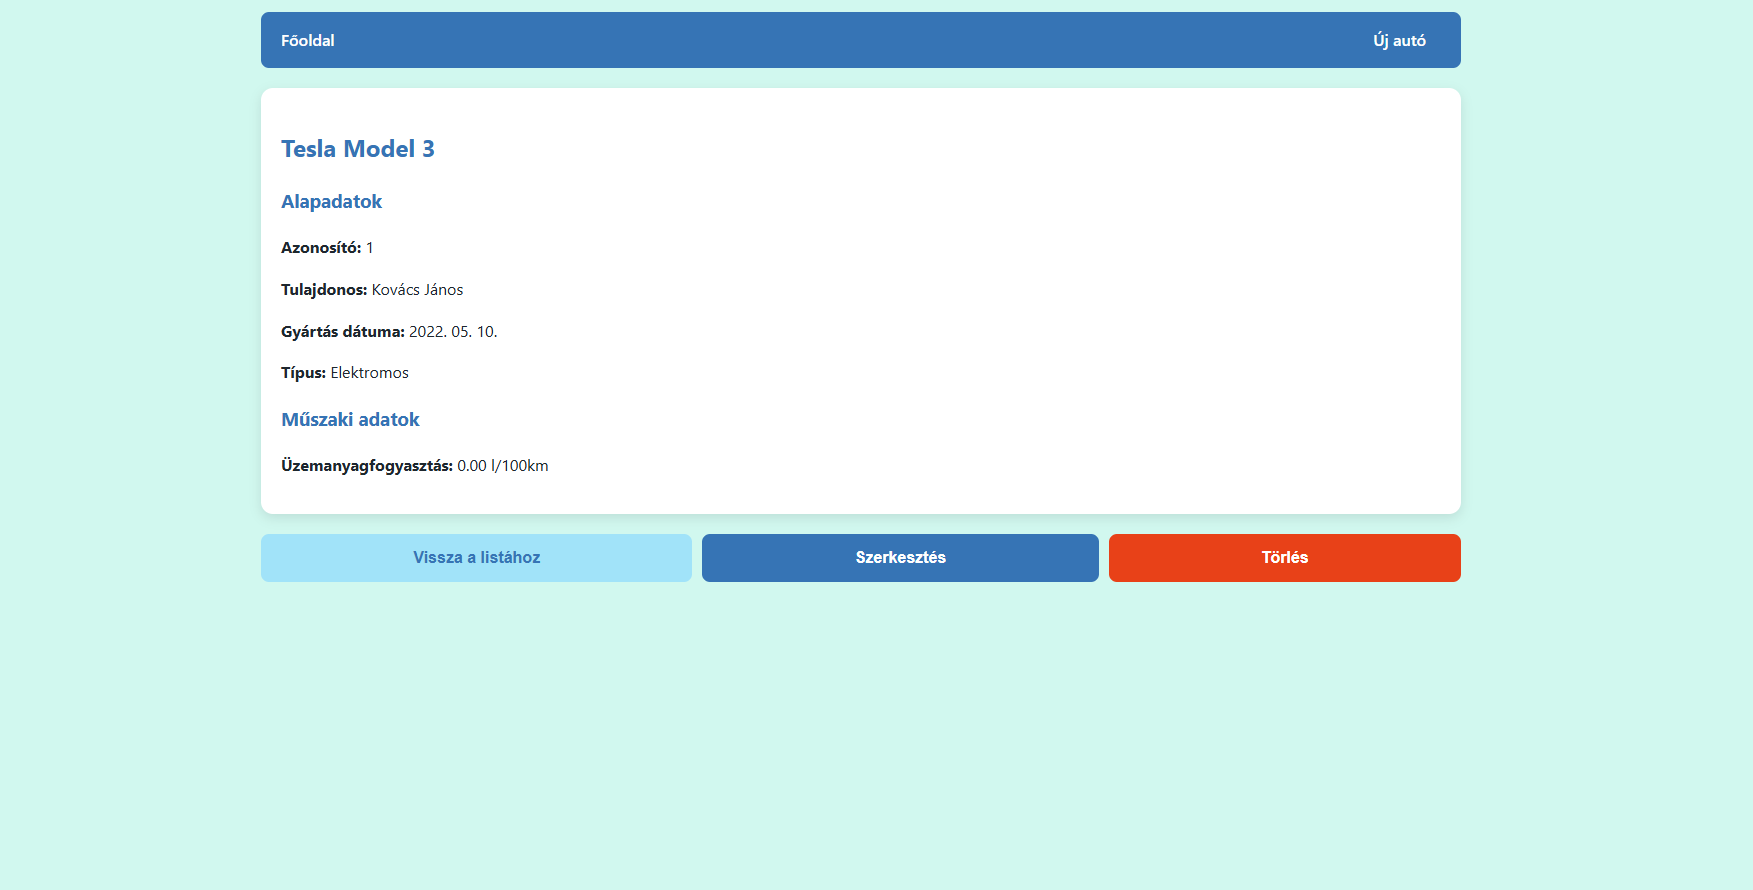 Főoldal
Új autó
Tesla Model 3
Alapadatok
Azonosító: 1
Tulajdonos: Kovács János
Gyártás dátuma: 2022. 05. 10.
Típus: Elektromos
Műszaki adatok
Üzemanyagfogyasztás: 0.00 l/100km
Vissza a listához
Szerkesztés
Törlés